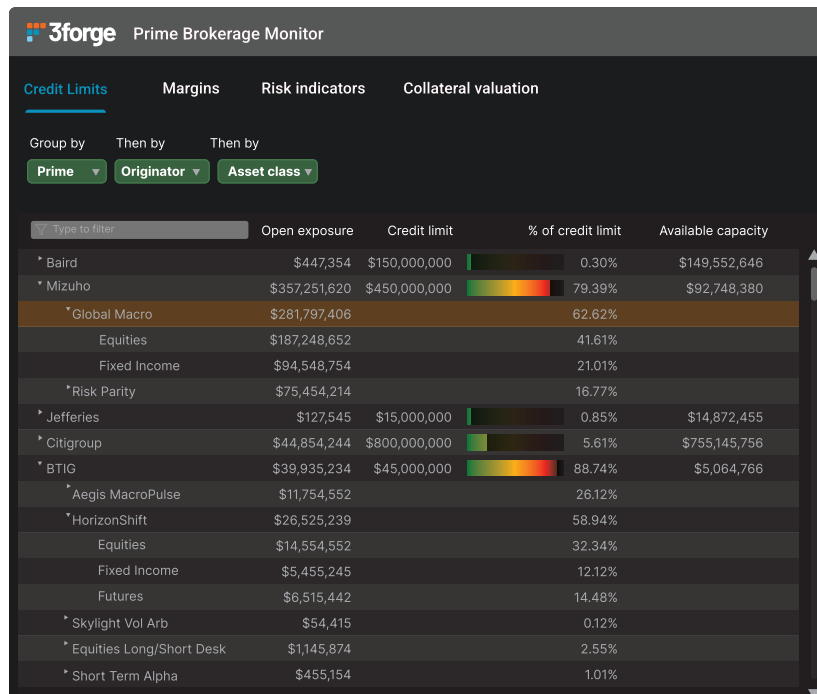 3forge Prime Brokerage Monitor
Credit Limits Margins Risk indicators Collateral valuation
Group by Then by Then by
Prime Originator Asset class
Type to filter Open exposure Credit limit % of credit limit Available capacity
Baird $447,354 $150,000,000 0.30% $149,552,646
Mizuho $357,251,620 $450,000,000 79.39% $92,748,380
Global Macro $281,797,406 62.62%
Equities $187,248,652 41.61%
Fixed Income $94,548,754 21.01%
Risk Parity $75,454,214 16.77%
Jefferies $127,545 $15,000,000 0.85% $14,872,455
Citigroup $44,854,244 $800,000,000 5.61% $755,145,756
BTIG $39,935,234 $45,000,000 88.74% $5,064,766
Aegis MacroPulse $11,754,552 26.12%
HorizonShift $26,525,239 58.94%
Equities $14,554,552 32.34%
Fixed Income $5,455,245 12.12%
Futures $6,515,442 14.48%
Skylight Vol Arb $54,415 0.12%
Equities Long/Short Desk $1,145,874 2.55%
Short Term Alpha $455,154 1.01%